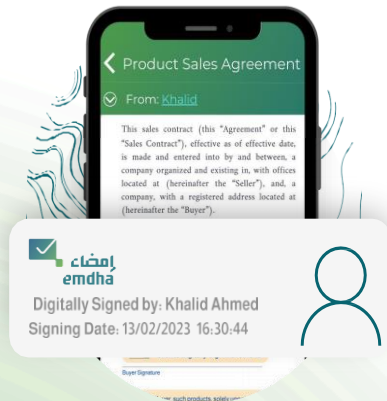 Product Sales Agreement
From: Khalid
This sales contract (this “Agreement” or this
“Sales Contract”), effective as of effective date,
is made and entered into by and between, a
company organized and existing in, with offices
located at (hereinafter the “Seller”), and, a
company, with a registered address located at
(hereinafter the “Buyer”).
إمضاء
emdha
Digitally Signed by: Khalid Ahmed
Signing Date: 13/02/2023 16:30:44
Buyer Signature
such products, solely